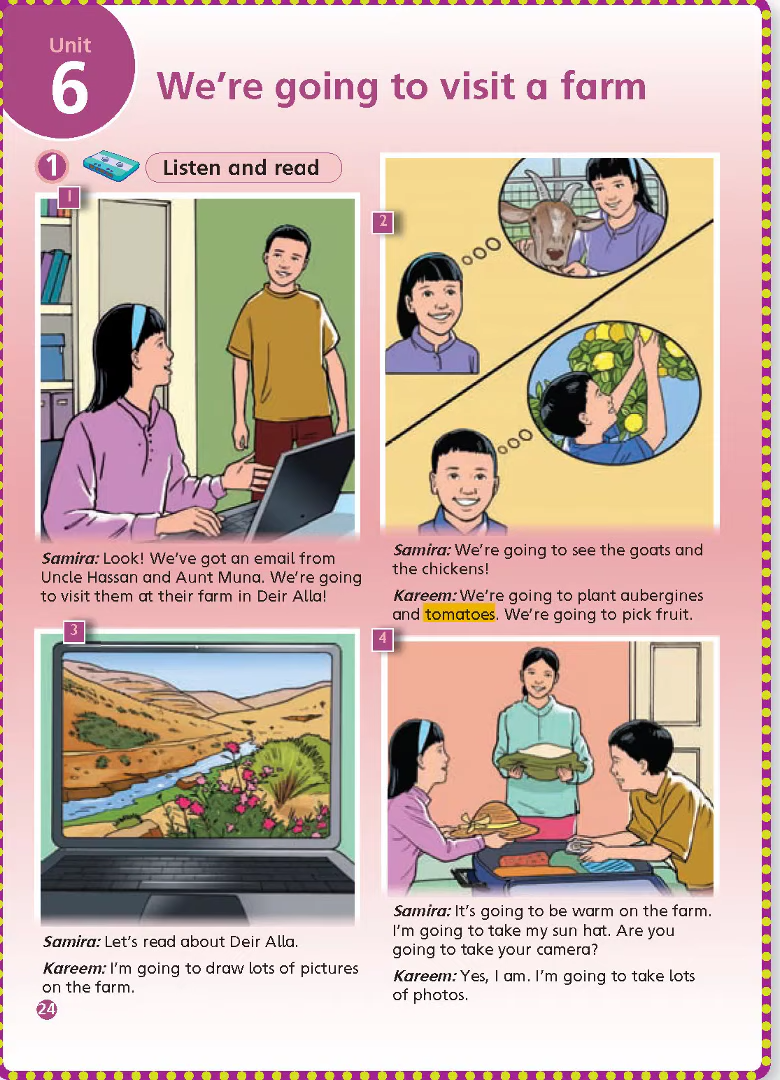 Unit
6
We're going to visit a farm
1
Listen and read
1
Samira: Look! We've got an email from
Uncle Hassan and Aunt Muna. We're going
to visit them at their farm in Deir Alla!
2
Samira: We're going to see the goats and
the chickens!
Kareem: We're going to plant aubergines
and tomatoes. We're going to pick fruit.
3
Samira: Let's read about Deir Alla.
Kareem: I'm going to draw lots of pictures
on the farm.
4
Samira: It's going to be warm on the farm.
I'm going to take my sun hat. Are you
going to take your camera?
Kareem: Yes, I am. I'm going to take lots
of photos.
24